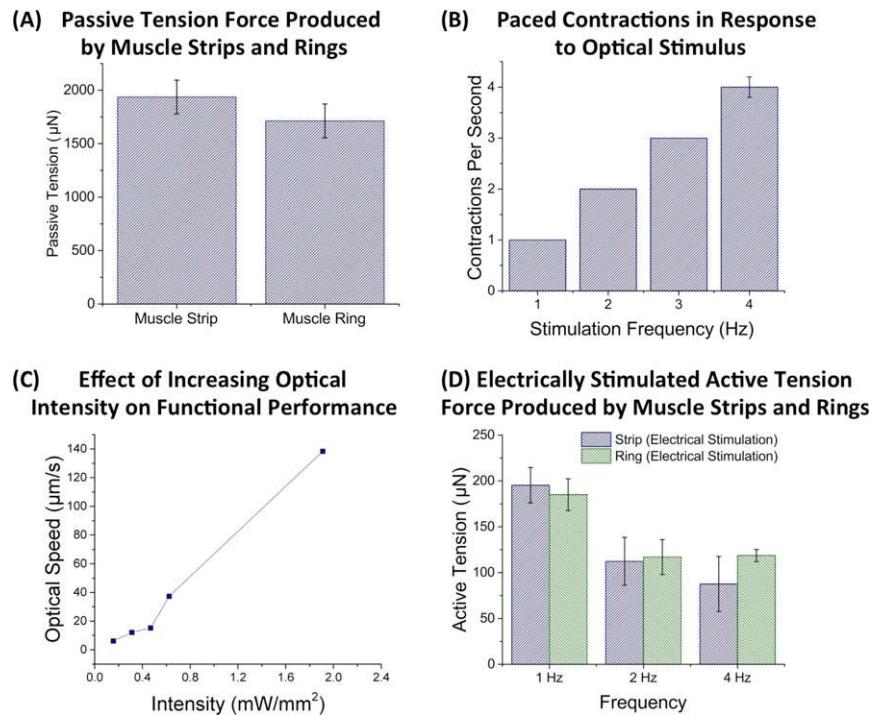 (A) Passive Tension Force Produced
by Muscle Strips and Rings
Passive Tension (μN)
2000
1500
1000
500
0
Muscle Strip Muscle Ring
(B) Paced Contractions in Response
to Optical Stimulus
Contractions Per Second
4
3
2
1
1 2 3 4
Stimulation Frequency (Hz)
(C) Effect of Increasing Optical
Intensity on Functional Performance
Optical Speed (μm/s)
140
120
100
80
60
40
20
0
0.0 0.4 0.8 1.2 1.6 2.0 2.4
Intensity (mW/mm²)
(D) Electrically Stimulated Active Tension
Force Produced by Muscle Strips and Rings
Active Tension (μN)
250
200
150
100
50
0
Strip (Electrical Stimulation)
Ring (Electrical Stimulation)
1 Hz 2 Hz 4 Hz
Frequency